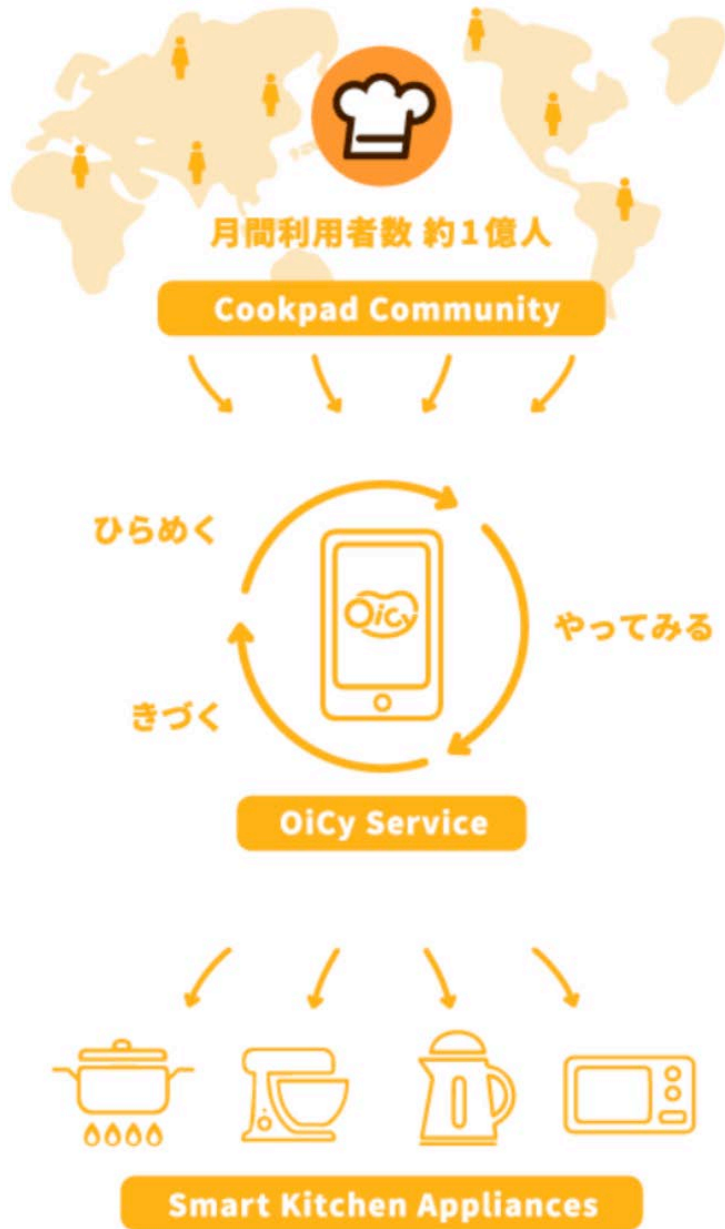 月間利用者数 約1億人
Cookpad Community
ひらめく
OiCy
やってみる
きづく
OiCy Service
Smart Kitchen Appliances